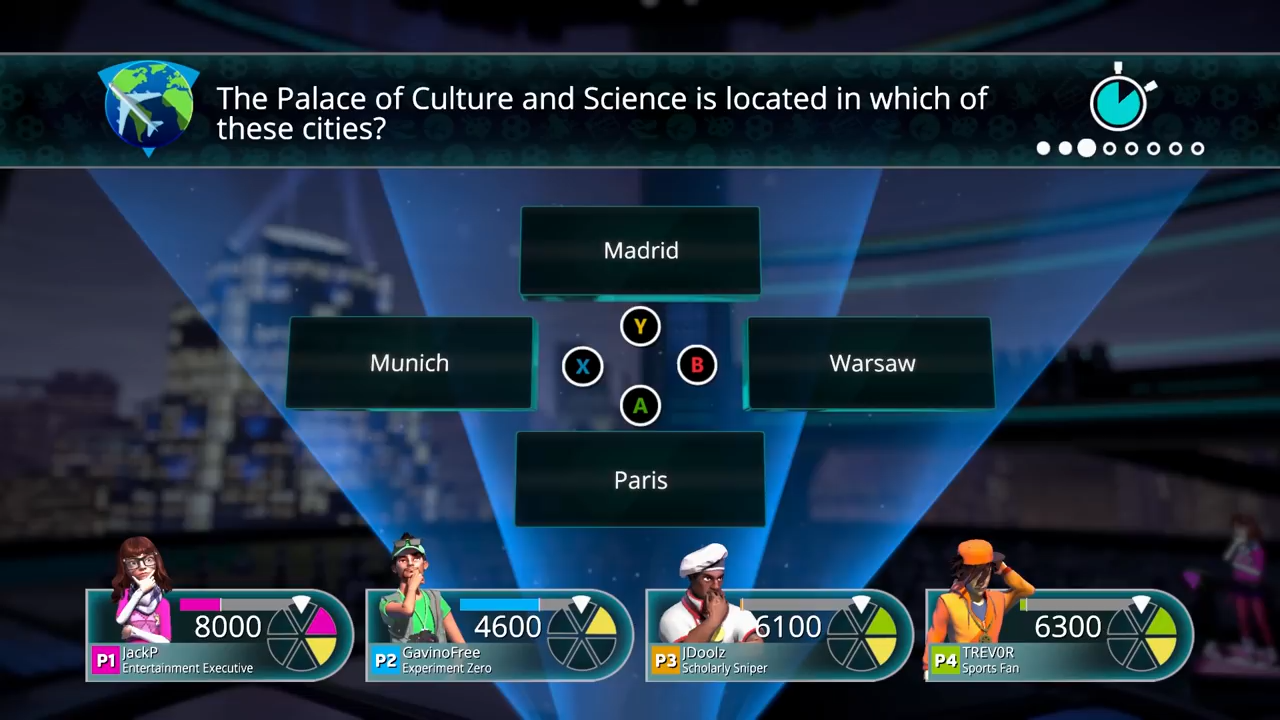 The Palace of Culture and Science is located in which of
these cities?
Madrid
Y
Munich
X
B
Warsaw
A
Paris
8000
P1 JackP
Entertainment Executive
4600
P2 GavinoFree
Experiment Zero
6100
P3 JDoolz
Scholarly Sniper
6300
P4 TREV0R
Sports Fan